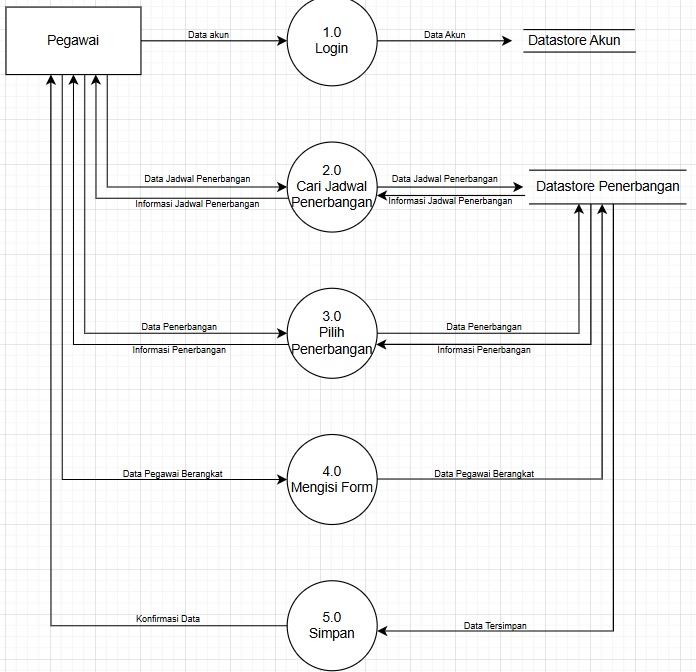 Pegawai
Data akun
1.0
Login
Data Akun
Datastore Akun
2.0
Cari Jadwal
Penerbangan
Data Jadwal Penerbangan
Informasi Jadwal Penerbangan
Data Jadwal Penerbangan
Informasi Jadwal Penerbangan
Datastore Penerbangan
3.0
Pilih
Penerbangan
Data Penerbangan
Informasi Penerbangan
Data Penerbangan
Informasi Penerbangan
Data Pegawai Berangkat
4.0
Mengisi Form
Data Pegawai Berangkat
Konfirmasi Data
5.0
Simpan
Data Tersimpan